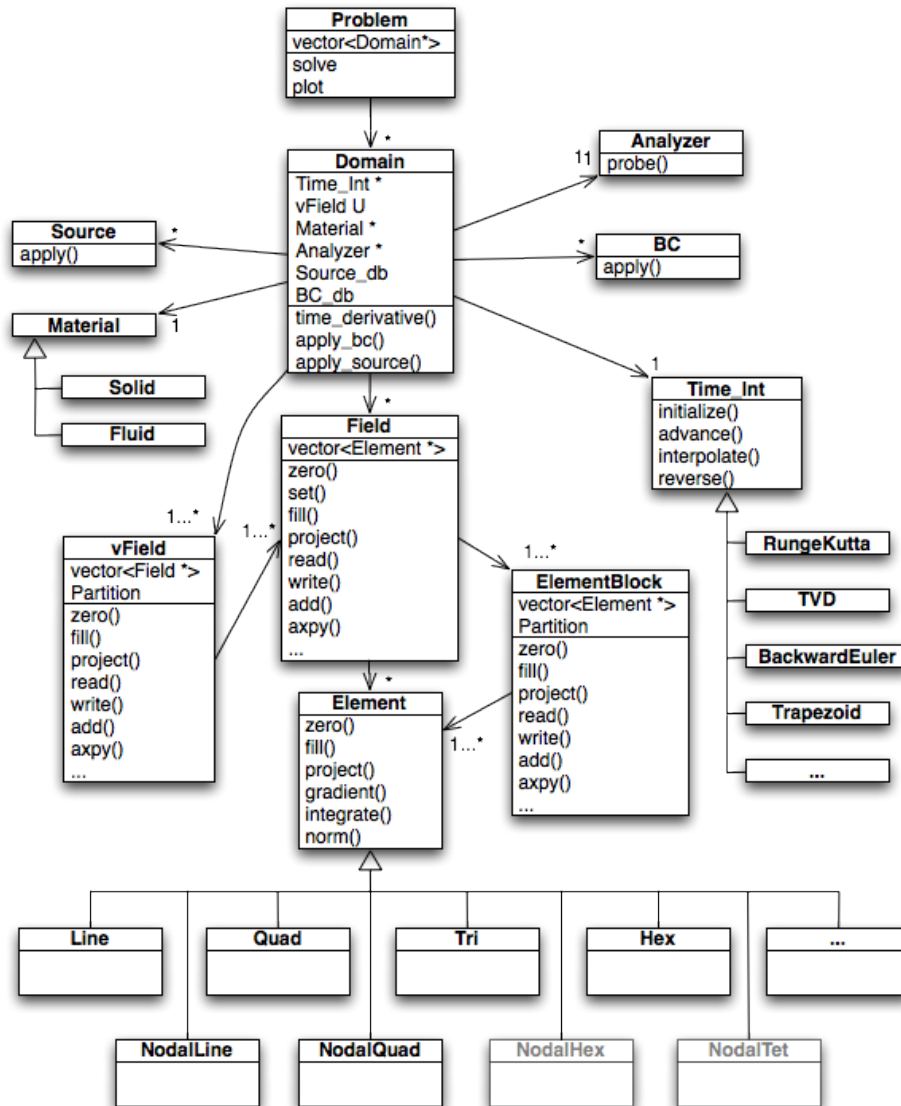 Problem
vector<Domain*>
solve
plot
*
Domain
Time_Int *
vField U
Material *
Analyzer *
Source_db
BC_db
time_derivative()
apply_bc()
apply_source()
11
Analyzer
probe()
*
BC
apply()
*
Source
apply()
1
Material
Solid
Fluid
1
Time_Int
initialize()
advance()
interpolate()
reverse()
RungeKutta
TVD
BackwardEuler
Trapezoid
...
*
Field
vector<Element *>
zero()
set()
fill()
project()
read()
write()
add()
axpy()
...
1...*
1...*
vField
vector<Field *>
Partition
zero()
fill()
project()
read()
write()
add()
axpy()
...
1...*
ElementBlock
vector<Element *>
Partition
zero()
fill()
project()
read()
write()
add()
axpy()
...
*
1...*
Element
zero()
fill()
project()
gradient()
integrate()
norm()
Line
Quad
Tri
Hex
...
NodalLine
NodalQuad
NodalHex
NodalTet